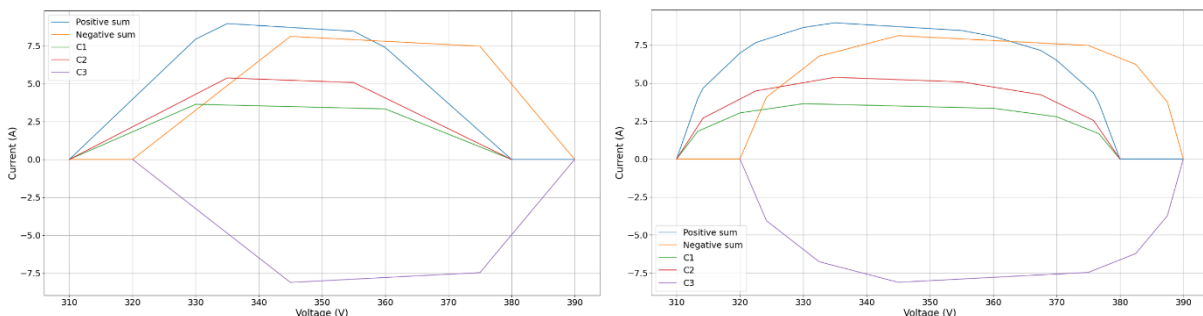 Positive sum
Negative sum
C1
C2
C3
7.5
5.0
2.5
0.0
-2.5
-5.0
-7.5
Current (A)
310 320 330 340 350 360 370 380 390
Voltage (V)
7.5
5.0
2.5
0.0
-2.5
-5.0
-7.5
Current (A)
Positive sum
Negative sum
C1
C2
C3
310 320 330 340 350 360 370 380 390
Voltage (V)